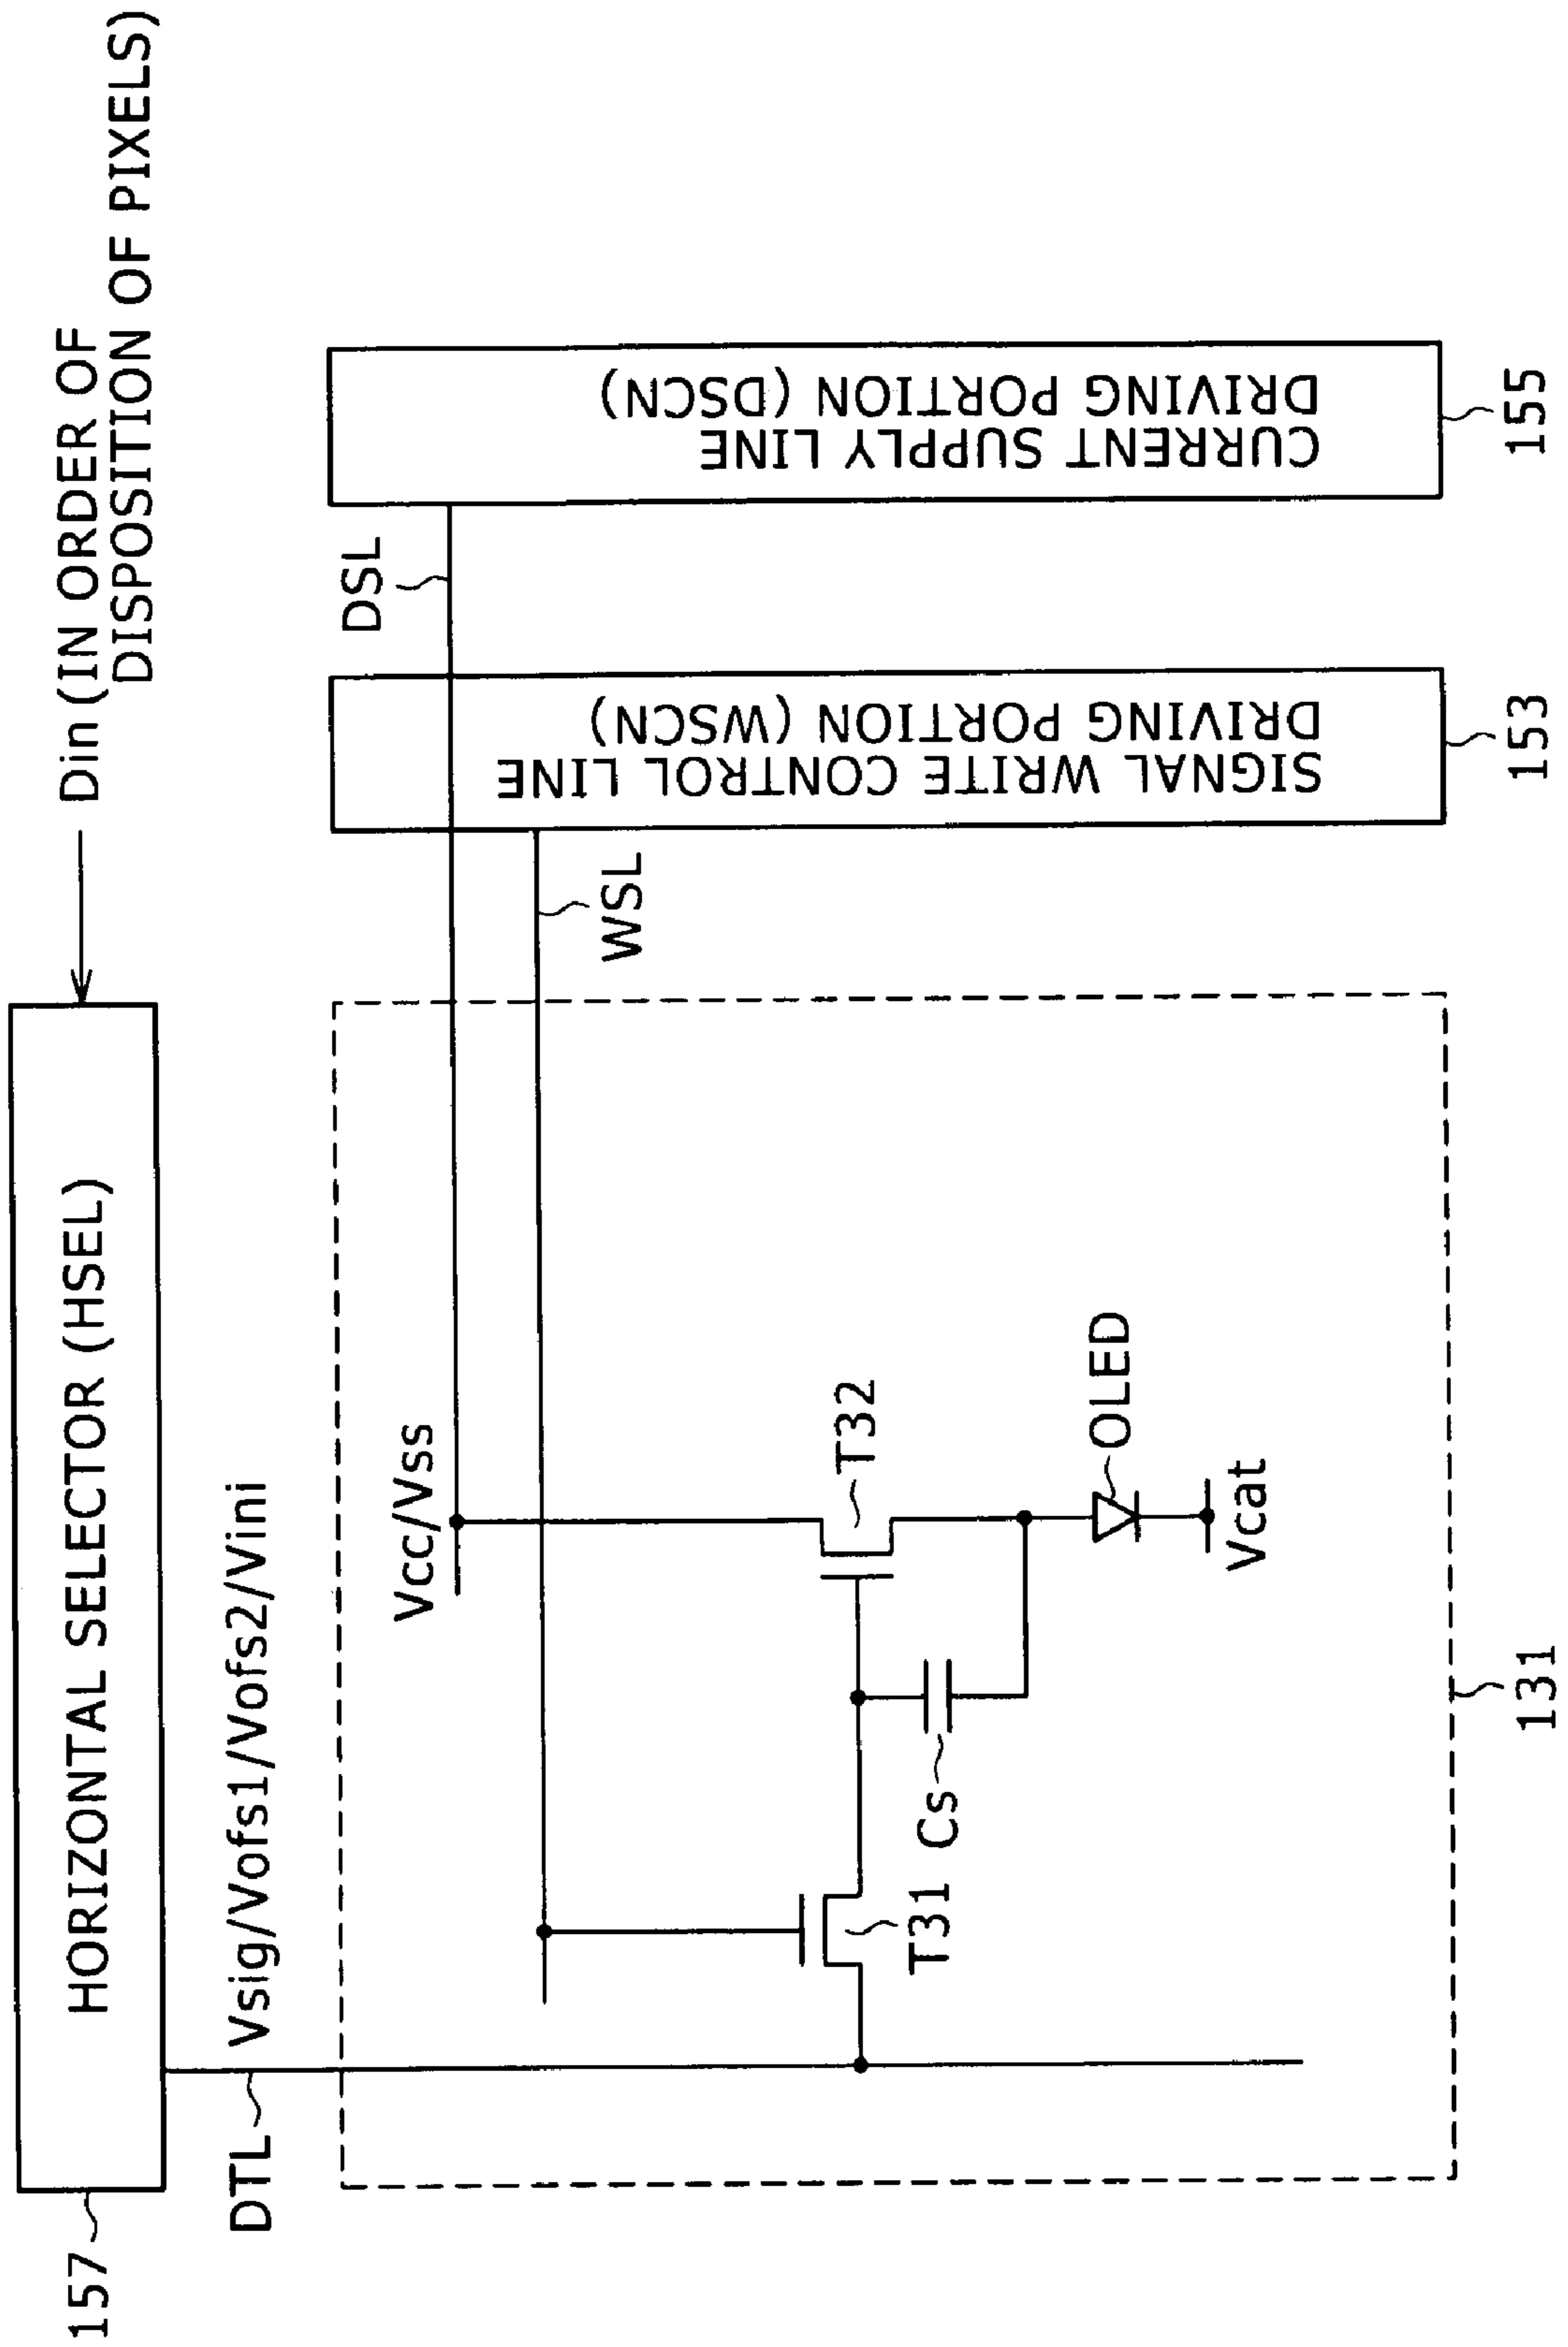 157
HORIZONTAL SELECTOR (HSEL)
Din (IN ORDER OF
DISPOSITION OF PIXELS)
DTL
Vsig/Vofs1/Vofs2/Vini
Vcc/Vss
DSL
WSL
T31
Cs
T32
OLED
Vcat
SIGNAL WRITE CONTROL LINE
DRIVING PORTION (WSCN)
CURRENT SUPPLY LINE
DRIVING PORTION (DSCN)
131
153
155